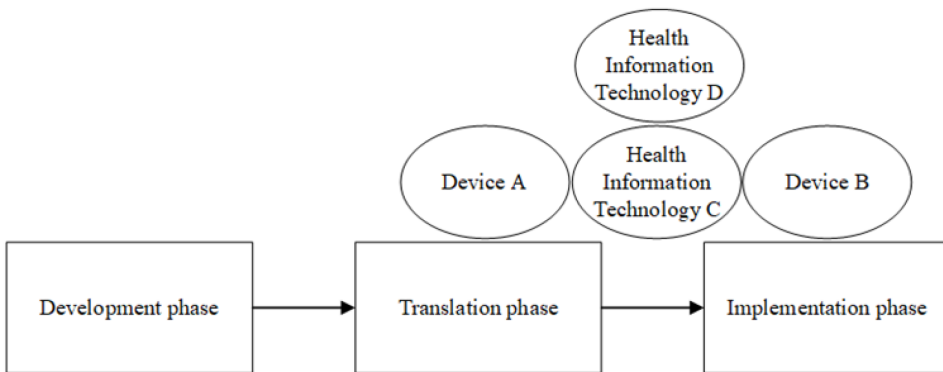 Health
Information
Technology D
Device A
Health
Information
Technology C
Device B
Development phase
Translation phase
Implementation phase